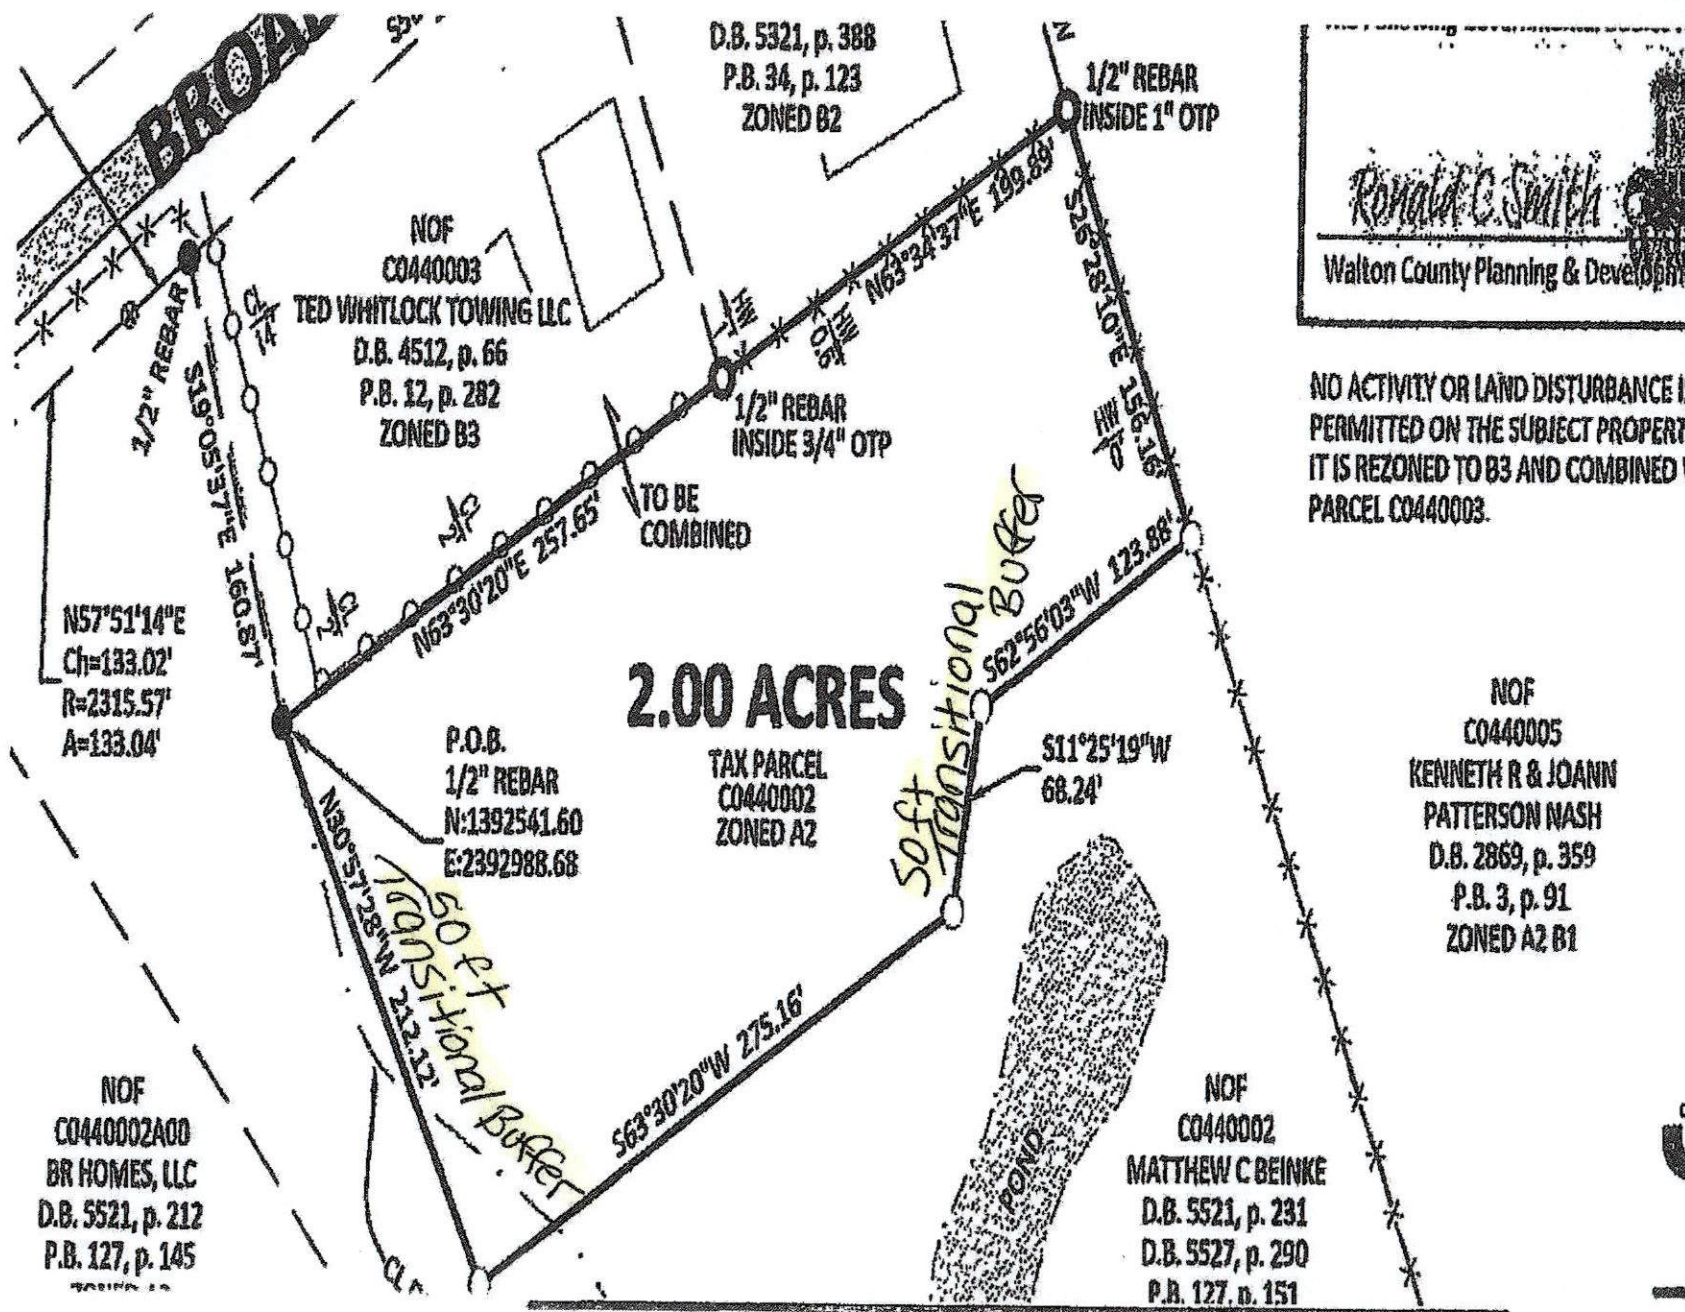 D.B. 5321, p. 388
P.B. 34, p. 123
ZONED B2
1/2" REBAR
INSIDE 1" OTP
Ronald C Smith
Walton County Planning &
NO ACTIVITY OR LAND DISTURBANCE
PERMITTED ON THE SUBJECT
IT IS REZONED TO B3 AND COMBINED
PARCEL C0440003.
NOF
C0440003
TED WHITLOCK TOWING LLC
D.B. 4512, p. 66
P.B. 12, p. 282
ZONED B3
1/2" REBAR
S19°05'37"E 160.87'
N63°34'37"E 199.89'
S26°28'10"E 156.16'
1/2" REBAR
INSIDE 3/4" OTP
TO BE
COMBINED
N63°30'20"E 257.65'
N57°51'14"E
Ch=133.02'
R=2315.57'
A=133.04'
2.00 ACRES
TAX PARCEL
C0440002
ZONED A2
P.O.B.
1/2" REBAR
N:1392541.60
E:2392988.68
Transitional
Buffer
S62°56'03"W 123.88'
S11°25'19"W
68.24'
NOF
C0440005
KENNETH R & JOANN
PATTERSON NASH
D.B. 2869, p. 359
P.B. 3, p. 91
ZONED A2 B1
N30°57'28"W 212.12'
50 ft
Transitional Buffer
S63°30'20"W 275.16'
POND
NOF
C0440002A00
BR HOMES, LLC
D.B. 5521, p. 212
P.B. 127, p. 145
NOF
C0440002
MATTHEW C BEINKE
D.B. 5521, p. 231
D.B. 5527, p. 290
P.B. 127, p. 151